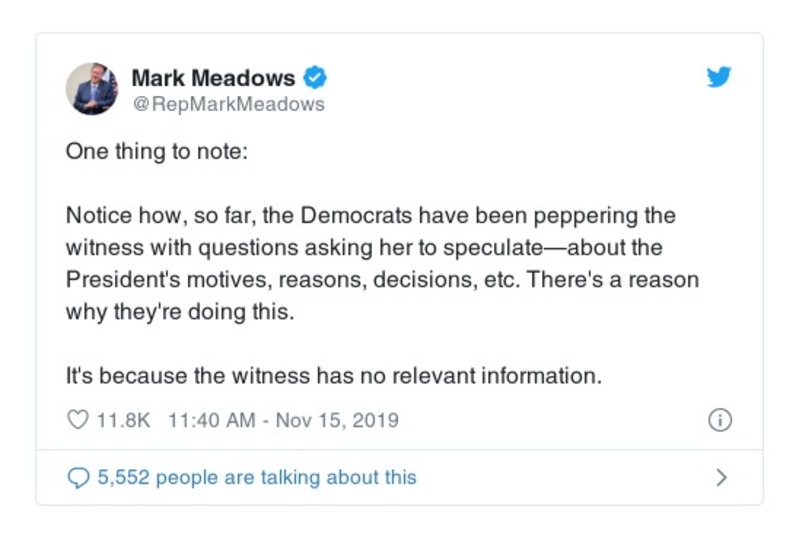 Mark Meadows
@RepMarkMeadows
One thing to note:
Notice how, so far, the Democrats have been peppering the
witness with questions asking her to speculate—about the
President's motives, reasons, decisions, etc. There's a reason
why they're doing this.
It's because the witness has no relevant information.
11.8K 11:40 AM - Nov 15, 2019
5,552 people are talking about this